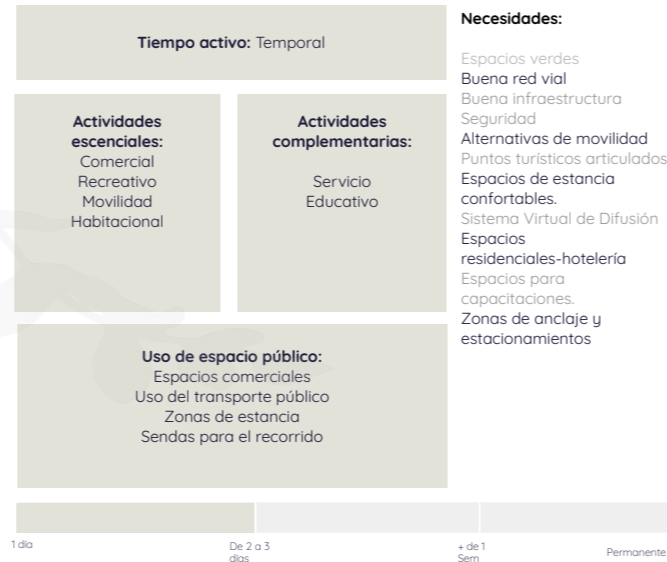 Tiempo activo: Temporal
Actividades
escenciales:
Comercial
Recreativo
Movilidad
Habitacional
Actividades
complementarias:
Servicio
Educativo
Uso de espacio público:
Espacios comerciales
Uso del transporte público
Zonas de estancia
Sendas para el recorrido
Necesidades:
Espacios verdes
Buena red vial
Buena infraestructura
Seguridad
Alternativas de movilidad
Puntos turísticos articulados
Espacios de estancia
confortables.
Sistema Virtual de Difusión
Espacios
residenciales-hotelería
Espacios para
capacitaciones.
Zonas de anclaje y
estacionamientos
1 día
De 2 a 3
días
+ de 1
Sem
Permanente